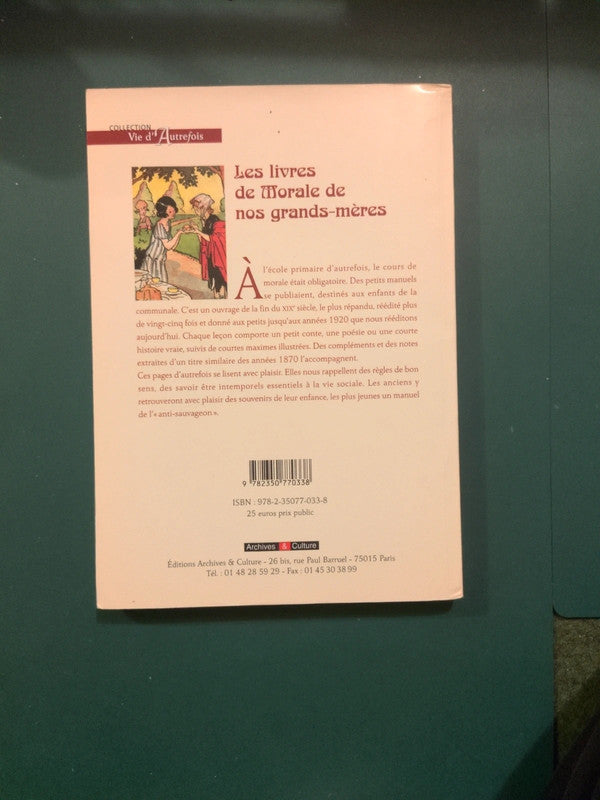 COLLECTION
Vie d'Autrefois
Les livres
de Morale de
nos grands-mères
À l'école primaire d'autrefois, le cours de
morale était obligatoire. Des petits manuels
se publiaient, destinés aux enfants de la
communale. C'est un ouvrage de la fin du XIXe siècle, le plus répandu, réédité plus
de vingt-cinq fois et donné aux petits jusqu'aux années 1920 que nous rééditons
aujourd'hui. Chaque leçon comporte un petit conte, une poésie ou une courte
histoire vraie, suivis de courtes maximes illustrées. Des compléments et des notes
extraites d'un titre similaire des années 1870 l'accompagnent.
Ces pages d'autrefois se lisent avec plaisir. Elles nous rappellent des règles de bon
sens, des savoir être intemporels essentiels à la vie sociale. Les anciens y
retrouveront avec plaisir des souvenirs de leur enfance, les plus jeunes un manuel
de l'« anti-sauvageon ».
9 782350 770338
ISBN : 978-2-35077-033-8
25 euros prix public
Archives & Culture
Éditions Archives & Culture - 26 bis, rue Paul Barruel - 75015 Paris
Tél. : 01 48 28 59 29 - Fax : 01 45 30 38 99